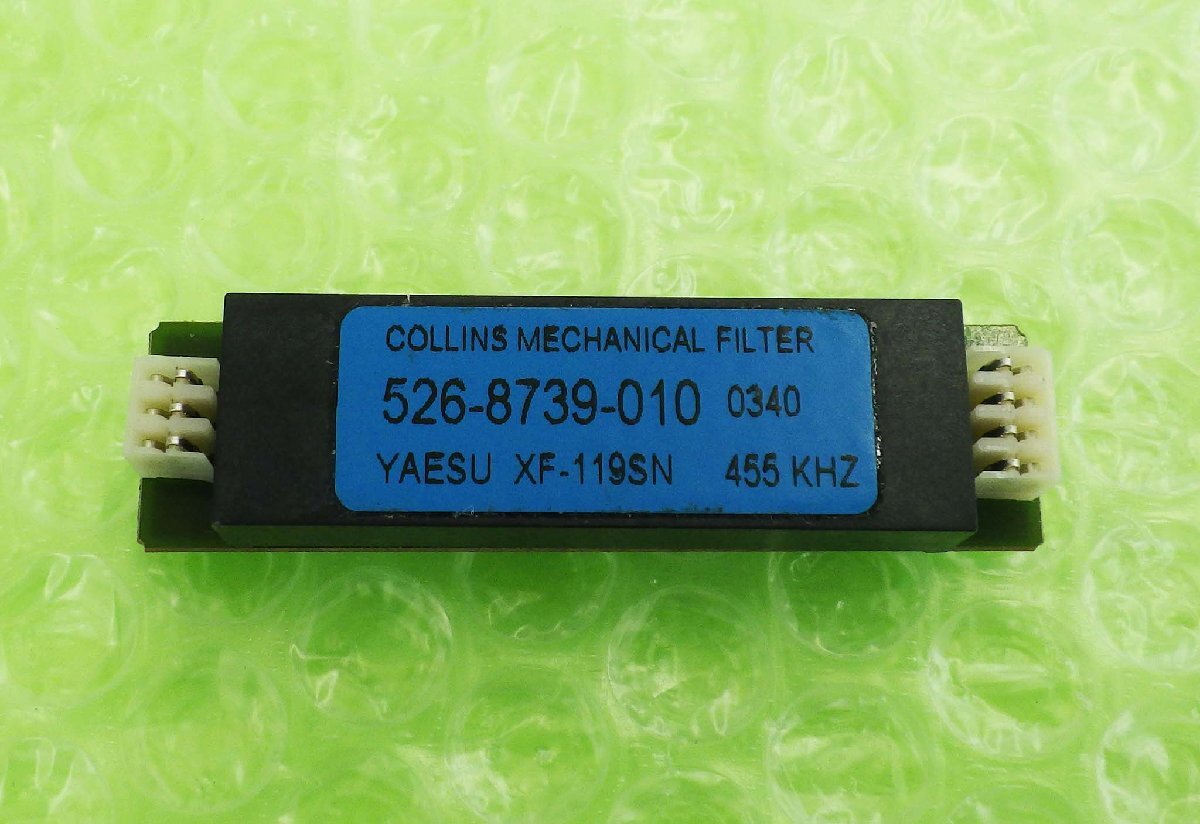 COLLINS MECHANICAL FILTER
526-8739-010 0340
YAESU XF-119SN 455 KHZ